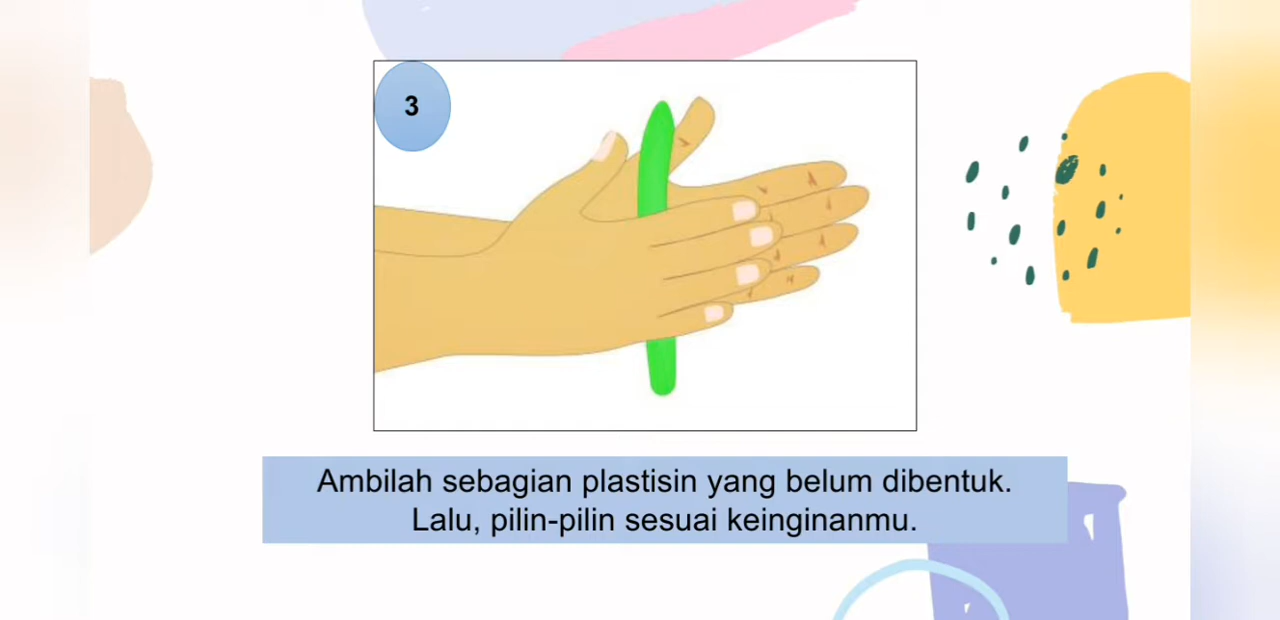 3
Ambilah sebagian plastisin yang belum dibentuk.
Lalu, pilin-pilin sesuai keinginanmu.